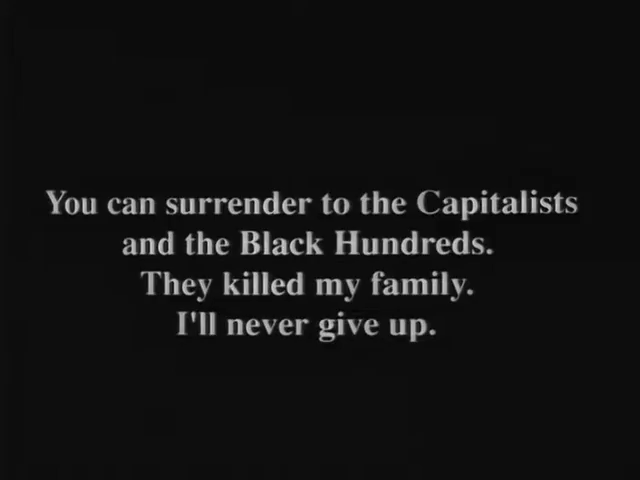 You can surrender to the Capitalists
and the Black Hundreds.
They killed my family.
I'll never give up.